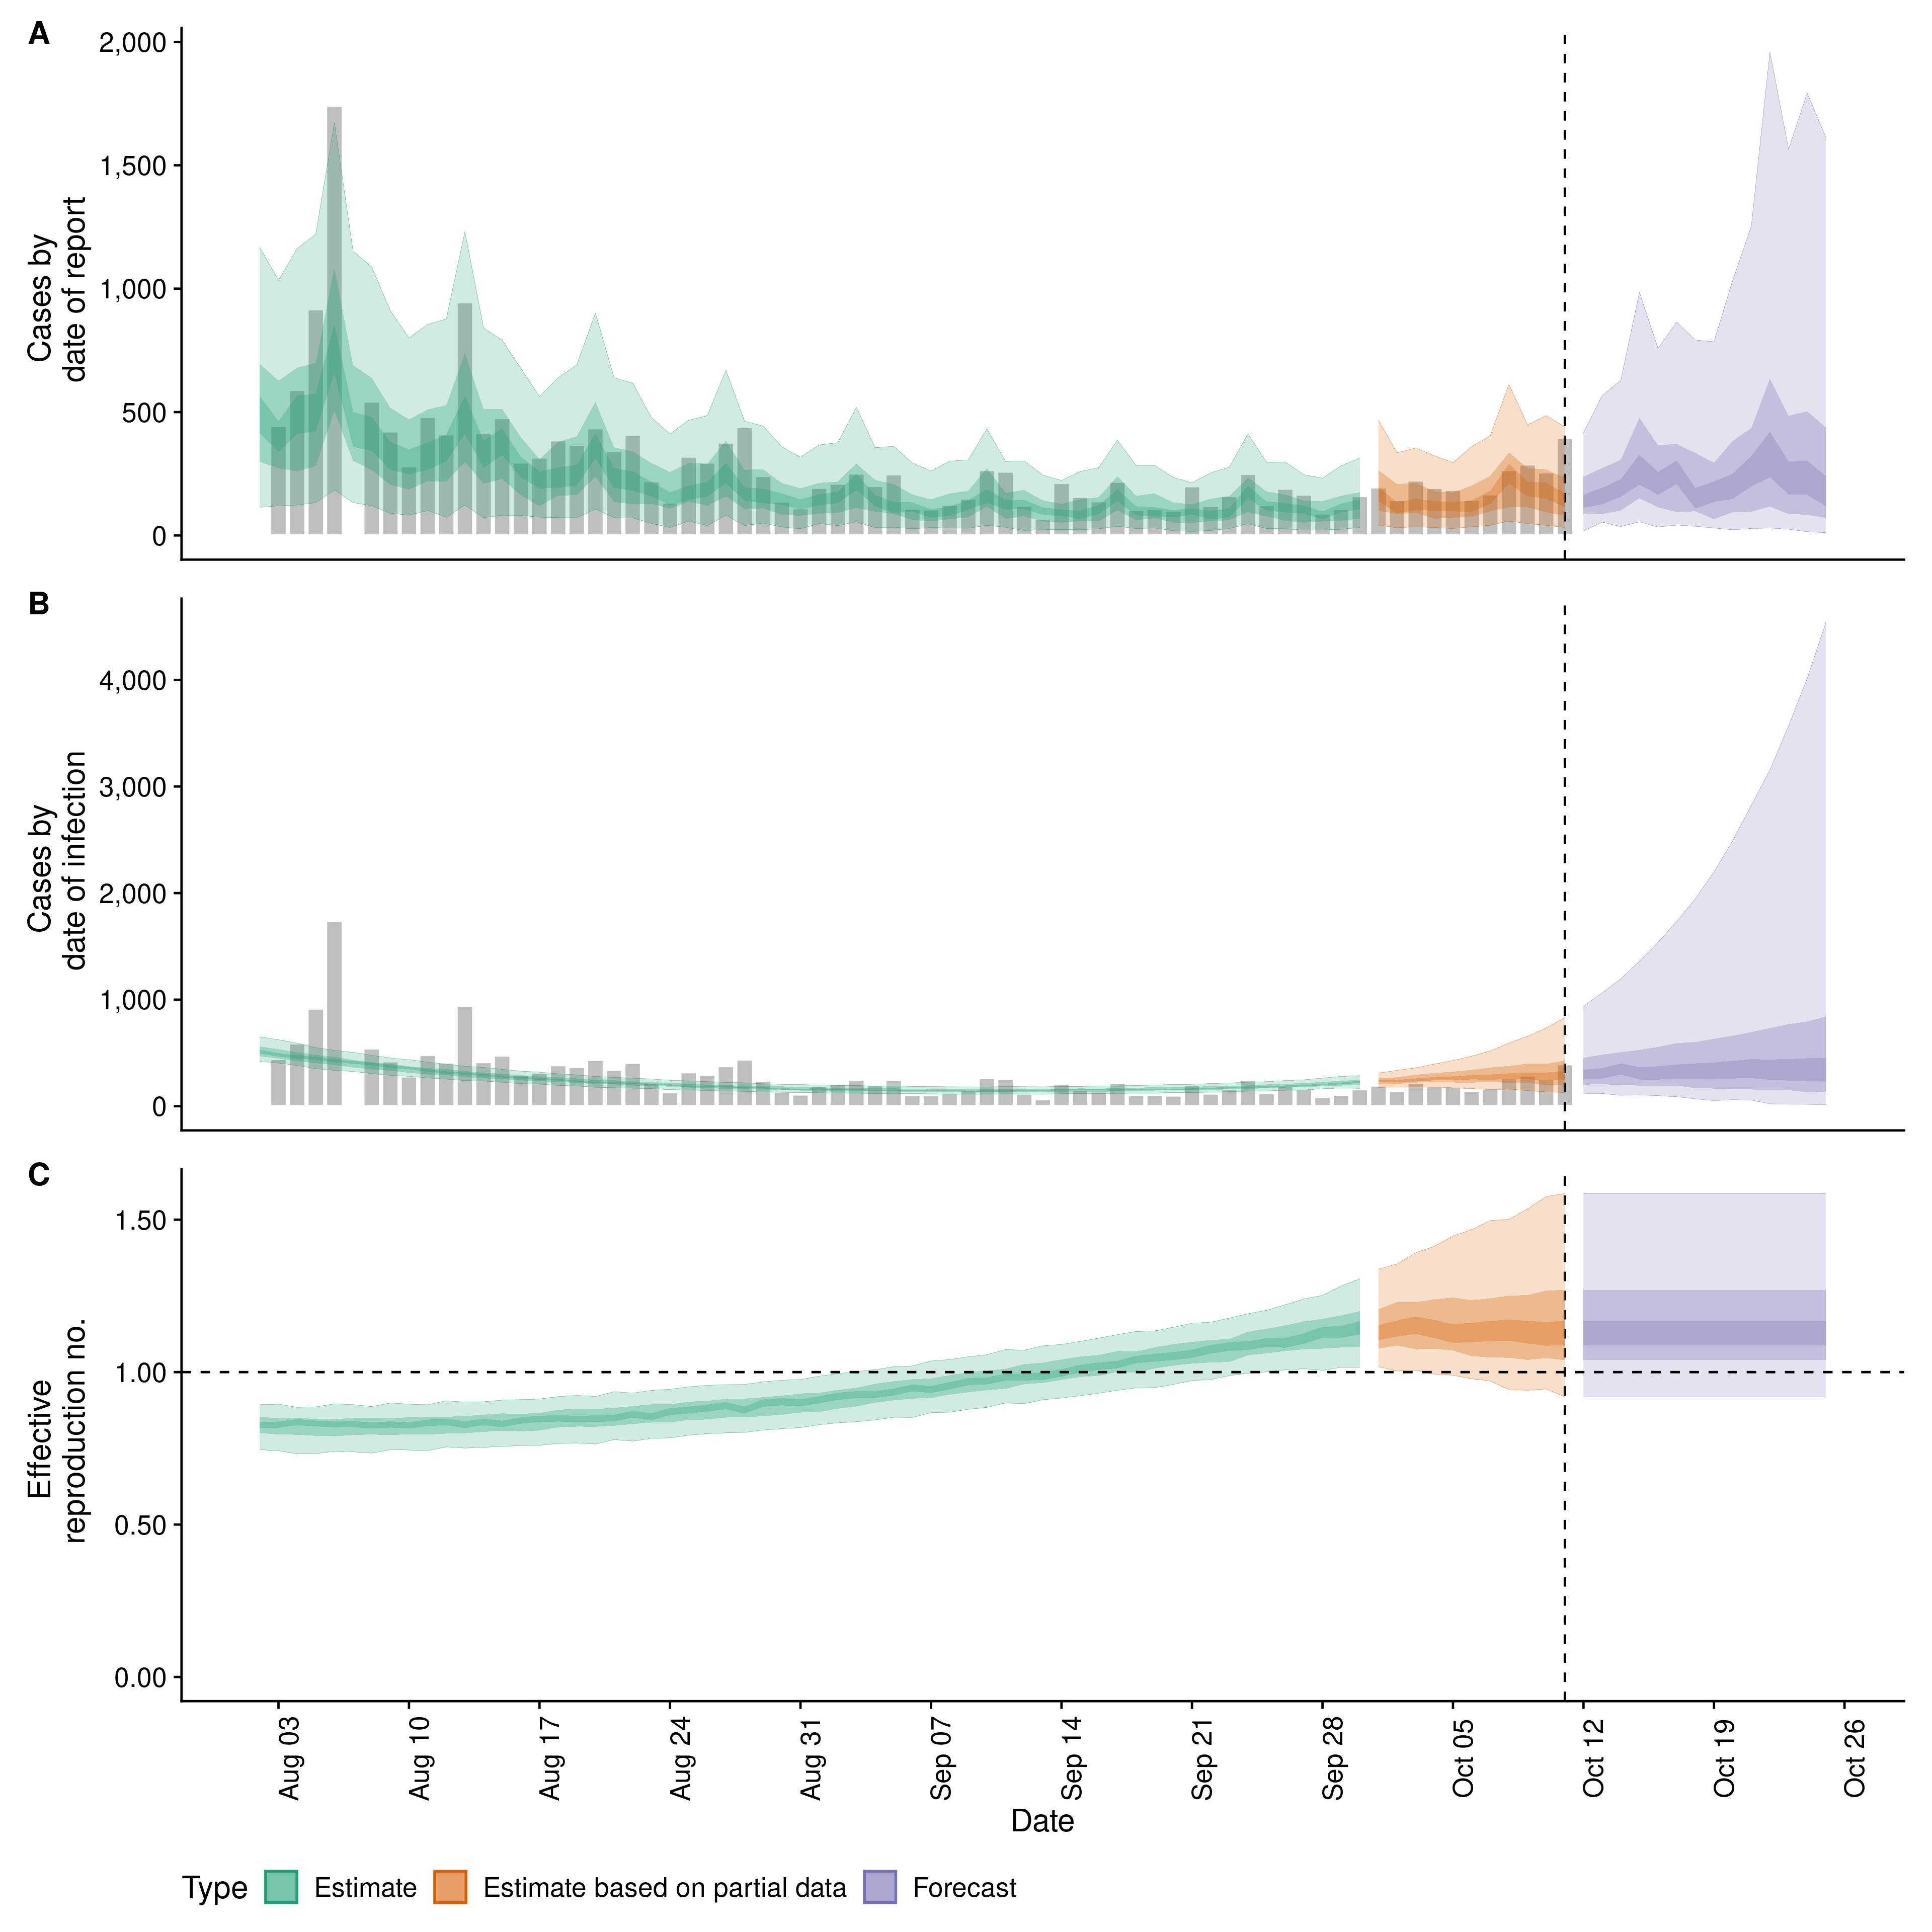 A
2,000
1,500
1,000
500
0
Cases by
date of report
B
4,000
3,000
2,000
1,000
0
Cases by
date of infection
C
1.50
1.00
0.50
0.00
Effective
reproduction no.
Aug 03
Aug 10
Aug 17
Aug 24
Aug 31
Sep 07
Sep 14
Sep 21
Sep 28
Oct 05
Oct 12
Oct 19
Oct 26
Date
Type Estimate Estimate based on partial data Forecast